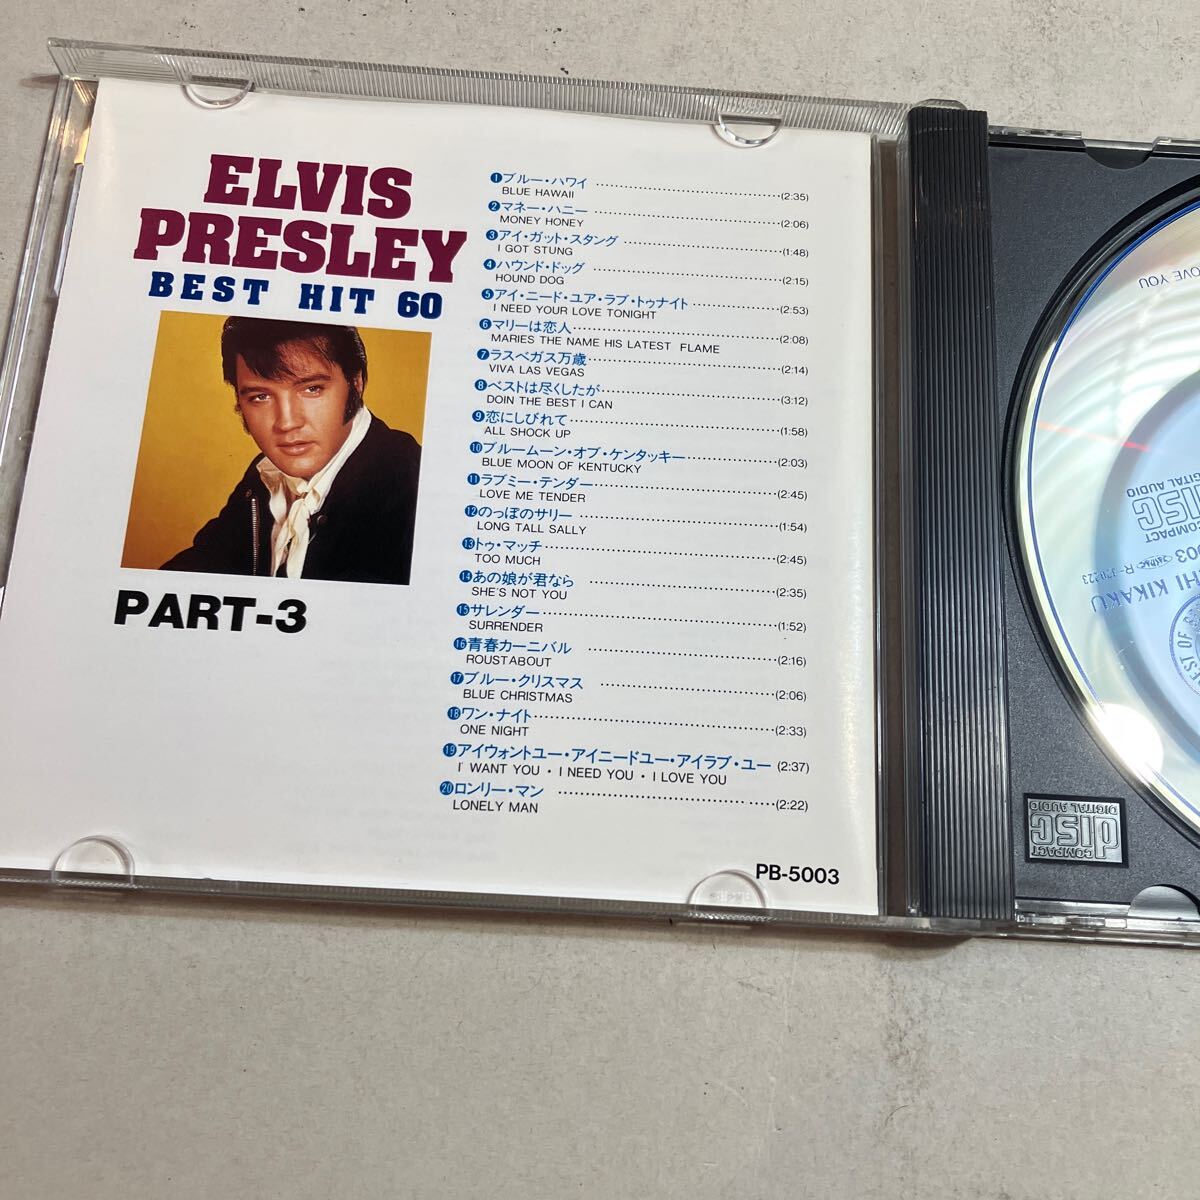 ELVIS
PRESLEY
BEST HIT 60
PART-3
❶ブルー・ハワイ
BLUE HAWAII (2:35)
❷マネー・ハニー
MONEY HONEY (2:06)
❸アイ・ガット・スタング
I GOT STUNG (1:48)
❹ハウンド・ドッグ
HOUND DOG (2:15)
❺アイ・ニード・ユア・ラブ・トゥナイト
I NEED YOUR LOVE TONIGHT (2:53)
❻マリーは恋人
MARIES THE NAME HIS LATEST FLAME (2:08)
❼ラスベガス万歳
VIVA LAS VEGAS (2:14)
❽ベストは尽くしたが
DOIN THE BEST I CAN (3:12)
❾恋にしびれて
ALL SHOCK UP (1:58)
❿ブルームーン・オブ・ケンタッキー
BLUE MOON OF KENTUCKY (2:03)
⓫ラブミー・テンダー
LOVE ME TENDER (2:45)
⓬のっぽのサリー
LONG TALL SALLY (1:54)
⓭トゥ・マッチ
TOO MUCH (2:45)
⓮あの娘が君なら
SHE'S NOT YOU (2:35)
⓯サレンダー
SURRENDER (1:52)
⓰青春カーニバル
ROUSTABOUT (2:16)
⓱ブルー・クリスマス
BLUE CHRISTMAS (2:06)
⓲ワン・ナイト
ONE NIGHT (2:33)
⓳アイウォントユー・アイニードユー・アイラブ・ユー (2:37)
I' WANT YOU・I NEED YOU・I LOVE YOU
⓴ロンリー・マン
LONELY MAN (2:22)
PB-5003
OVE YOU
DIGITAL AUDIO
disc
COMPACT
KIKAKU
EST OF
COMPACT
disc
DIGITAL AUDIO